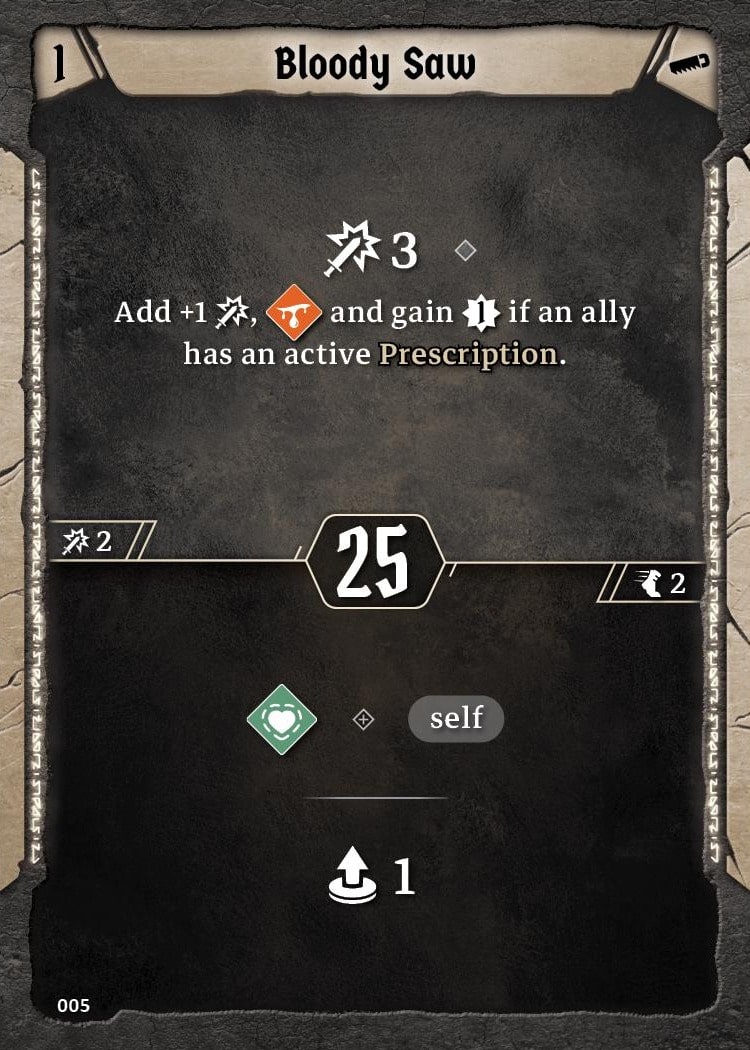 1 Bloody Saw
3
Add +1 , and gain 1 if an ally
has an active Prescription.
2
25
2
self
1
005